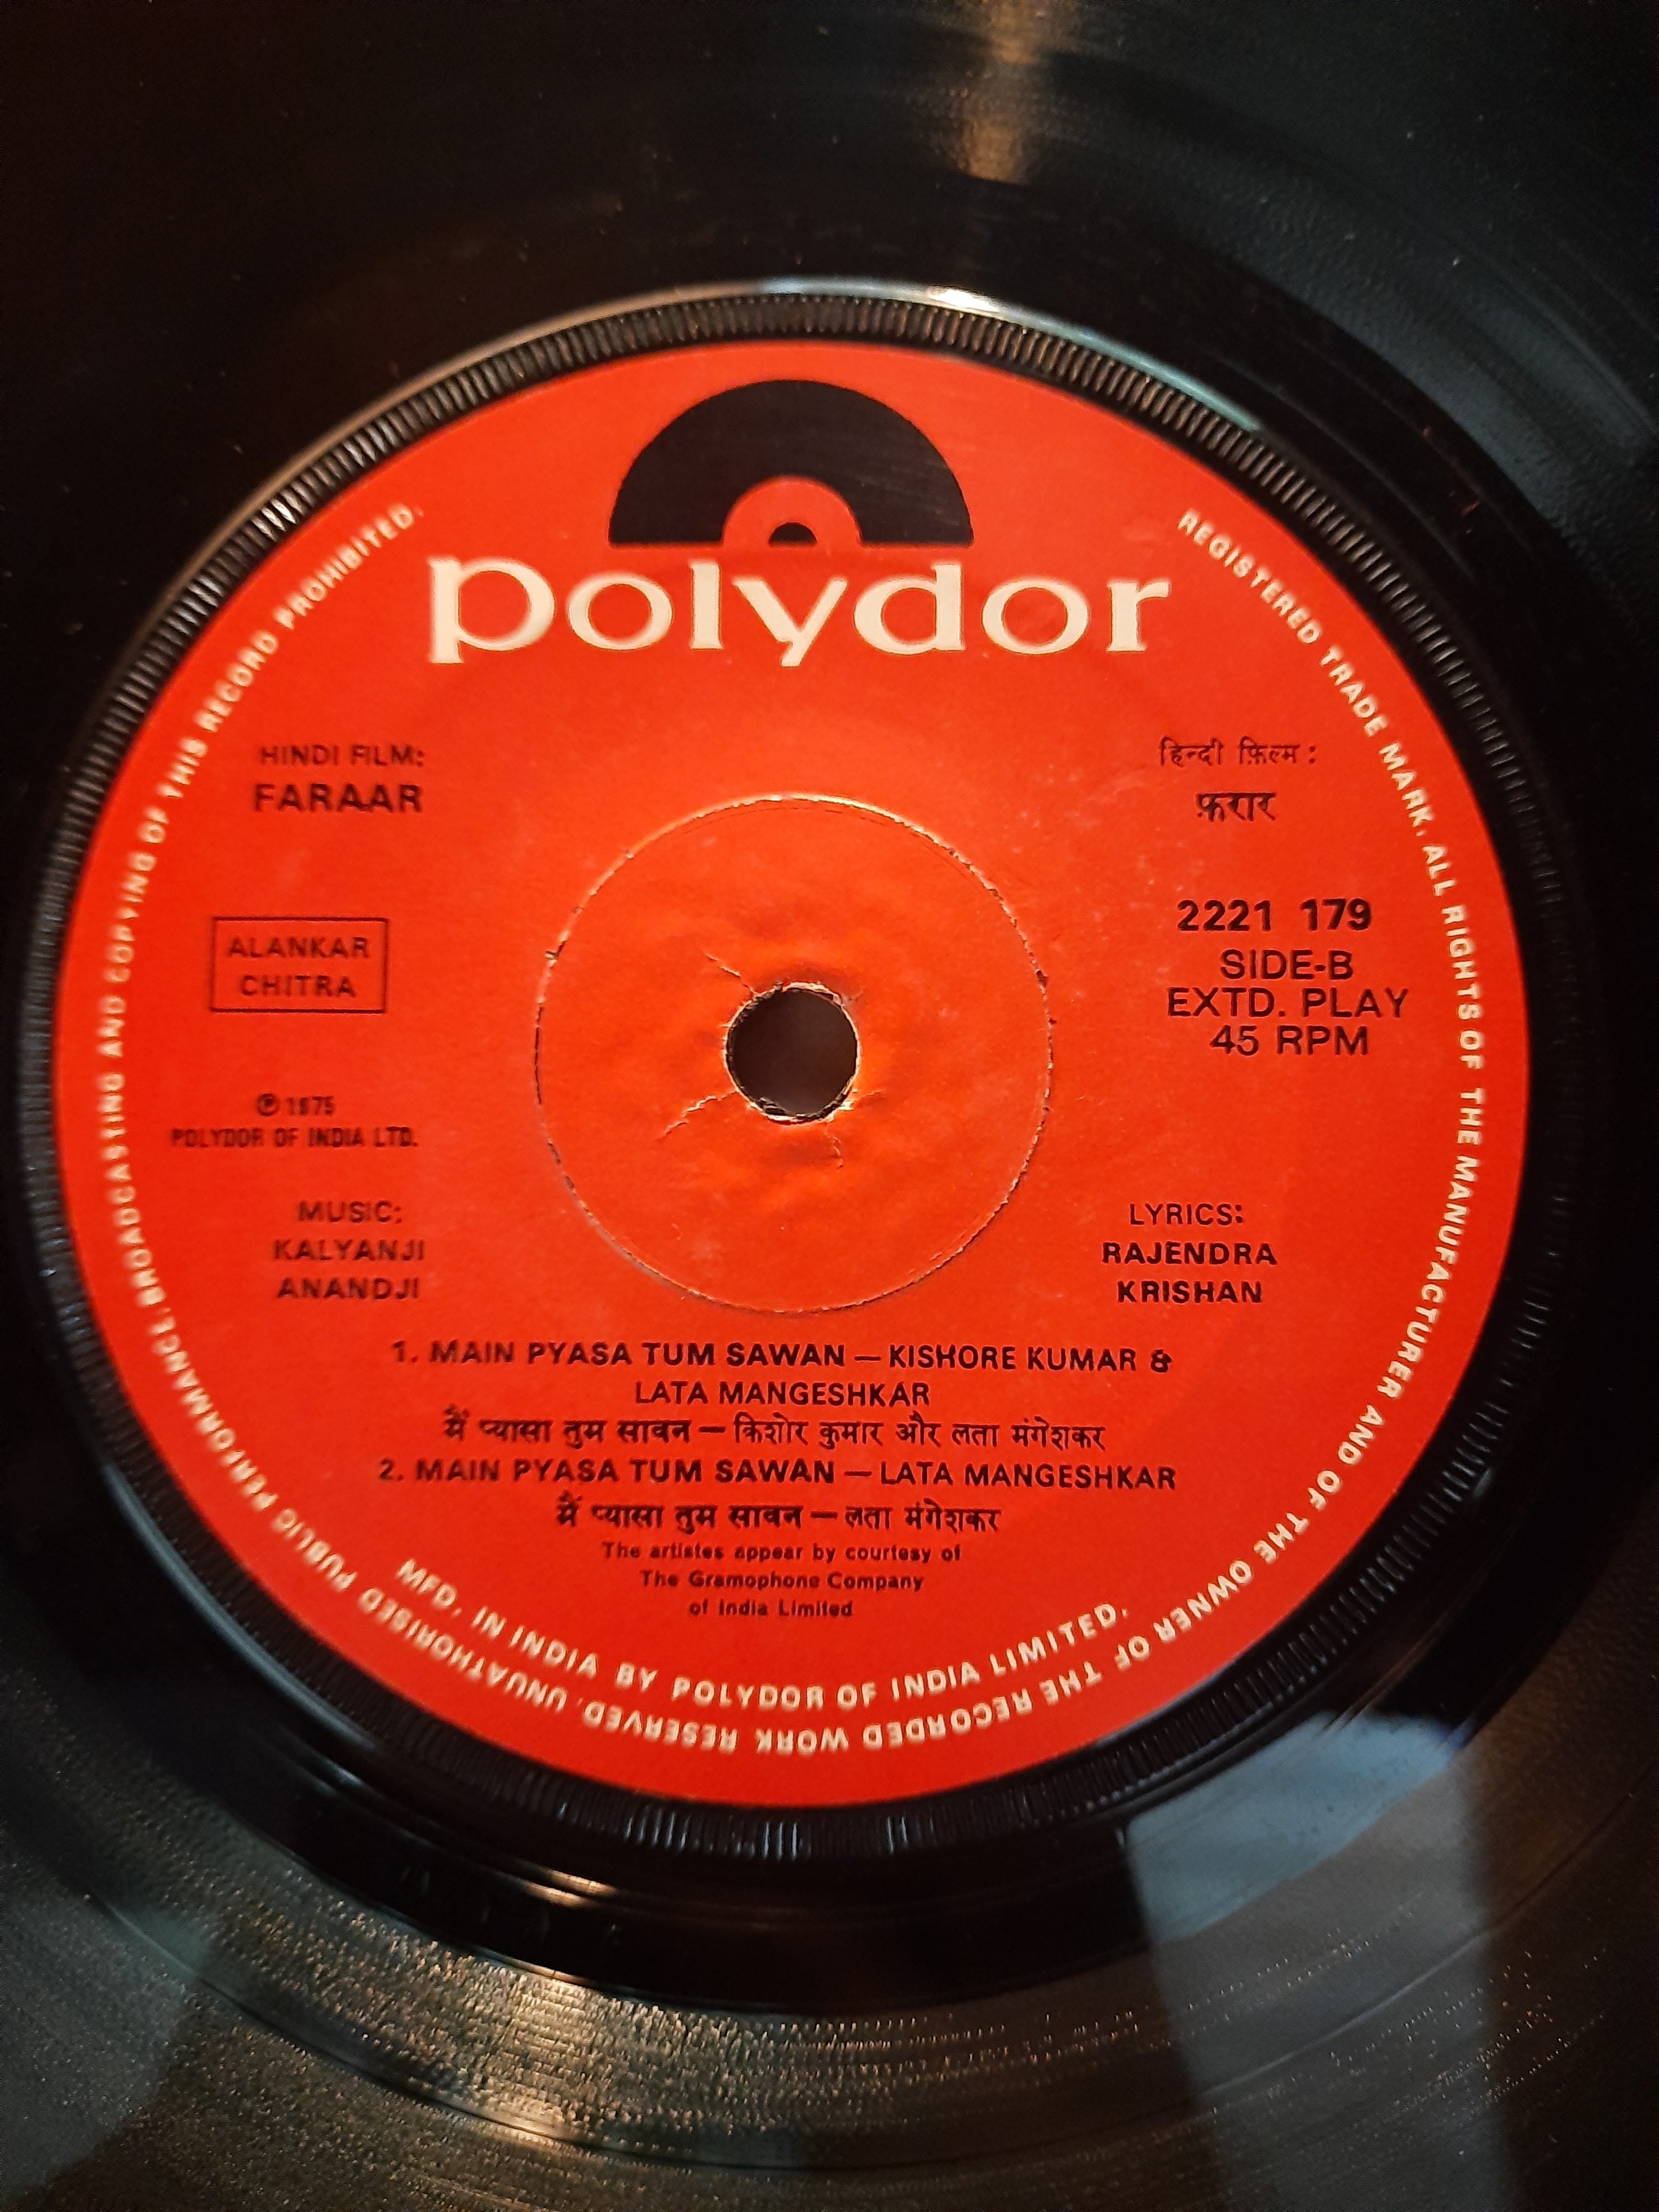 polydor
REGISTERED TRADE MARK. ALL RIGHTS OF THE MANUFACTURER AND OF THE OWNER OF THE RECORDED WORK RESERVED. UNUATHORISED PUBLIC PERFORMANCE, BROADCASTING AND COPYING OF THIS RECORD PROHIBITED.
HINDI FILM:
FARAAR
हिन्दी फ़िल्म :
फ़रार
ALANKAR
CHITRA
2221 179
SIDE-B
EXTD. PLAY
45 RPM
Ⓟ 1975
POLYDOR OF INDIA LTD.
MUSIC:
KALYANJI
ANANDJI
LYRICS:
RAJENDRA
KRISHAN
1. MAIN PYASA TUM SAWAN — KISHORE KUMAR &
LATA MANGESHKAR
मैं प्यासा तुम सावन — किशोर कुमार और लता मंगेशकर
2. MAIN PYASA TUM SAWAN — LATA MANGESHKAR
मैं प्यासा तुम सावन — लता मंगेशकर
The artistes appear by courtesy of
The Gramophone Company
of India Limited
MFD. IN INDIA BY POLYDOR OF INDIA LIMITED.